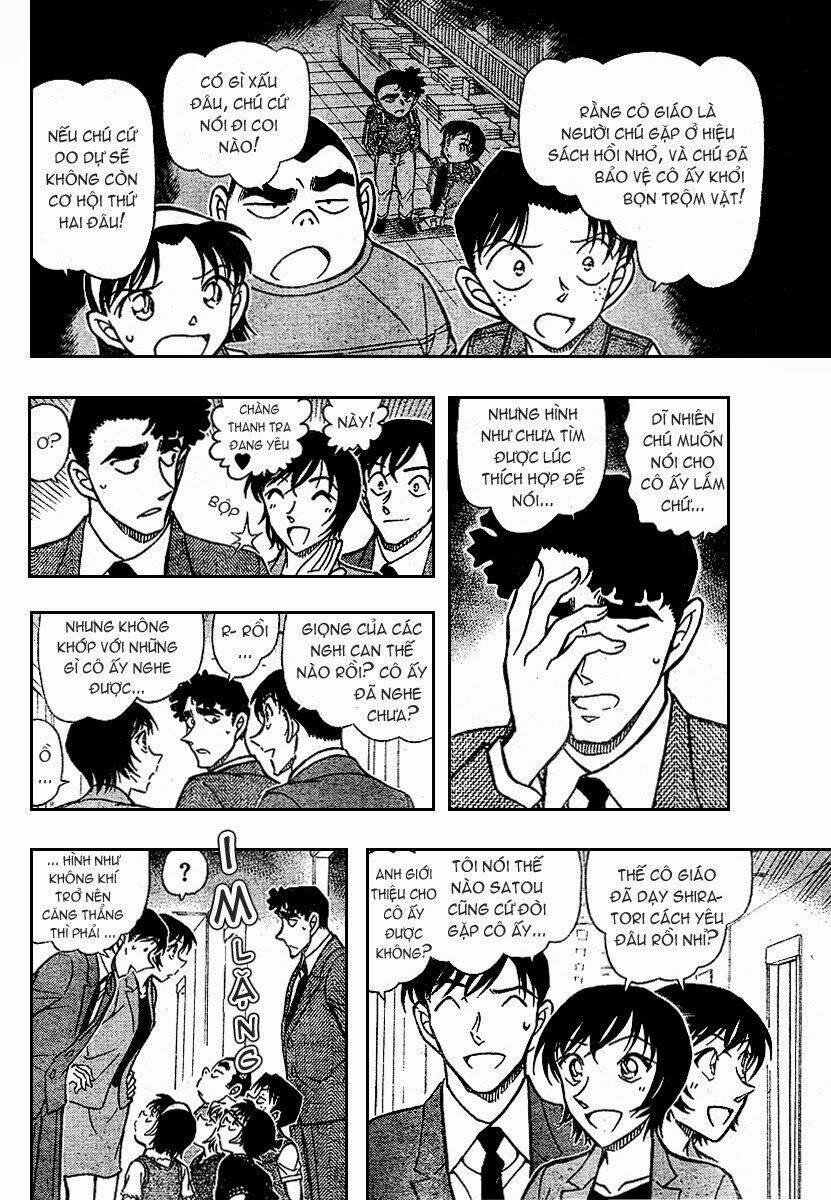 RẰNG CÔ GIÁO LÀ
NGƯỜI CHÚ GẶP Ở HIỆU
SÁCH HỒI NHỎ, VÀ CHÚ ĐÃ
BẢO VỆ CÔ ẤY KHỎI
BỌN TRỘM VẶT!
CÓ GÌ XẤU
ĐÂU, CHÚ CỨ
NÓI ĐI COI
NÀO!
NẾU CHÚ CỨ
DO DỰ SẼ
KHÔNG CÒN
CƠ HỘI THỨ
HAI ĐÂU!
DĨ NHIÊN
CHÚ MUỐN
NÓI CHO
CÔ ẤY LẮM
CHỨ...
NHƯNG HÌNH
NHƯ CHƯA TÌM
ĐƯỢC LÚC
THÍCH HỢP ĐỂ
NÓI...
NÀY!
CHÀNG
THANH TRA
ĐANG YÊU
BỘP
Ơ?
GIỌNG CỦA CÁC
NGHI CAN THẾ
NÀO RỒI? CÔ ẤY
ĐÃ NGHE
CHƯA?
R- RỒI
...
NHƯNG KHÔNG
KHỚP VỚI NHỮNG
GÌ CÔ ẤY NGHE
ĐƯỢC...
Ồ
...
THẾ CÔ GIÁO
ĐÃ DẠY SHIRA-
TORI CÁCH YÊU
ĐÂU RỒI NHỈ?
TÔI NÓI THẾ
NÀO SATOU
CŨNG CỨ ĐÒI
GẶP CÔ ẤY...
ANH GIỚI
THIỆU CHO
CÔ ẤY
ĐƯỢC
KHÔNG?
IM LẶNG
?
... HÌNH NHƯ
KHÔNG KHÍ
TRỞ NÊN
CĂNG THẲNG
THÌ PHẢI ...